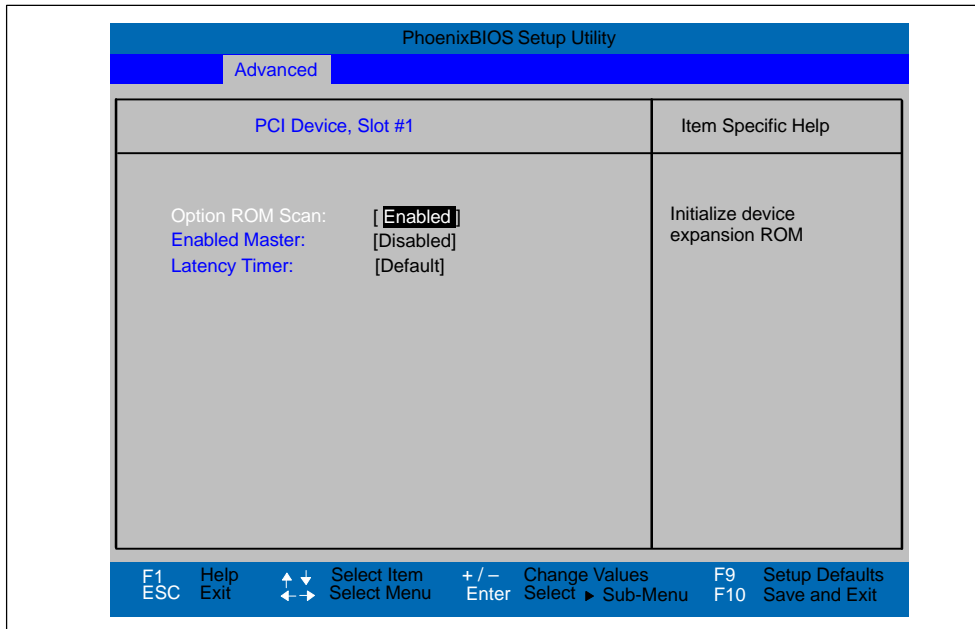 PhoenixBIOS Setup Utility
Advanced
PCI Device, Slot #1
Item Specific Help
Option ROM Scan: [ Enabled ]
Enabled Master: [Disabled]
Latency Timer: [Default]
Initialize device
expansion ROM
F1 Help Select Item +/– Change Values F9 Setup Defaults
ESC Exit Select Menu Enter Select Sub-Menu F10 Save and Exit